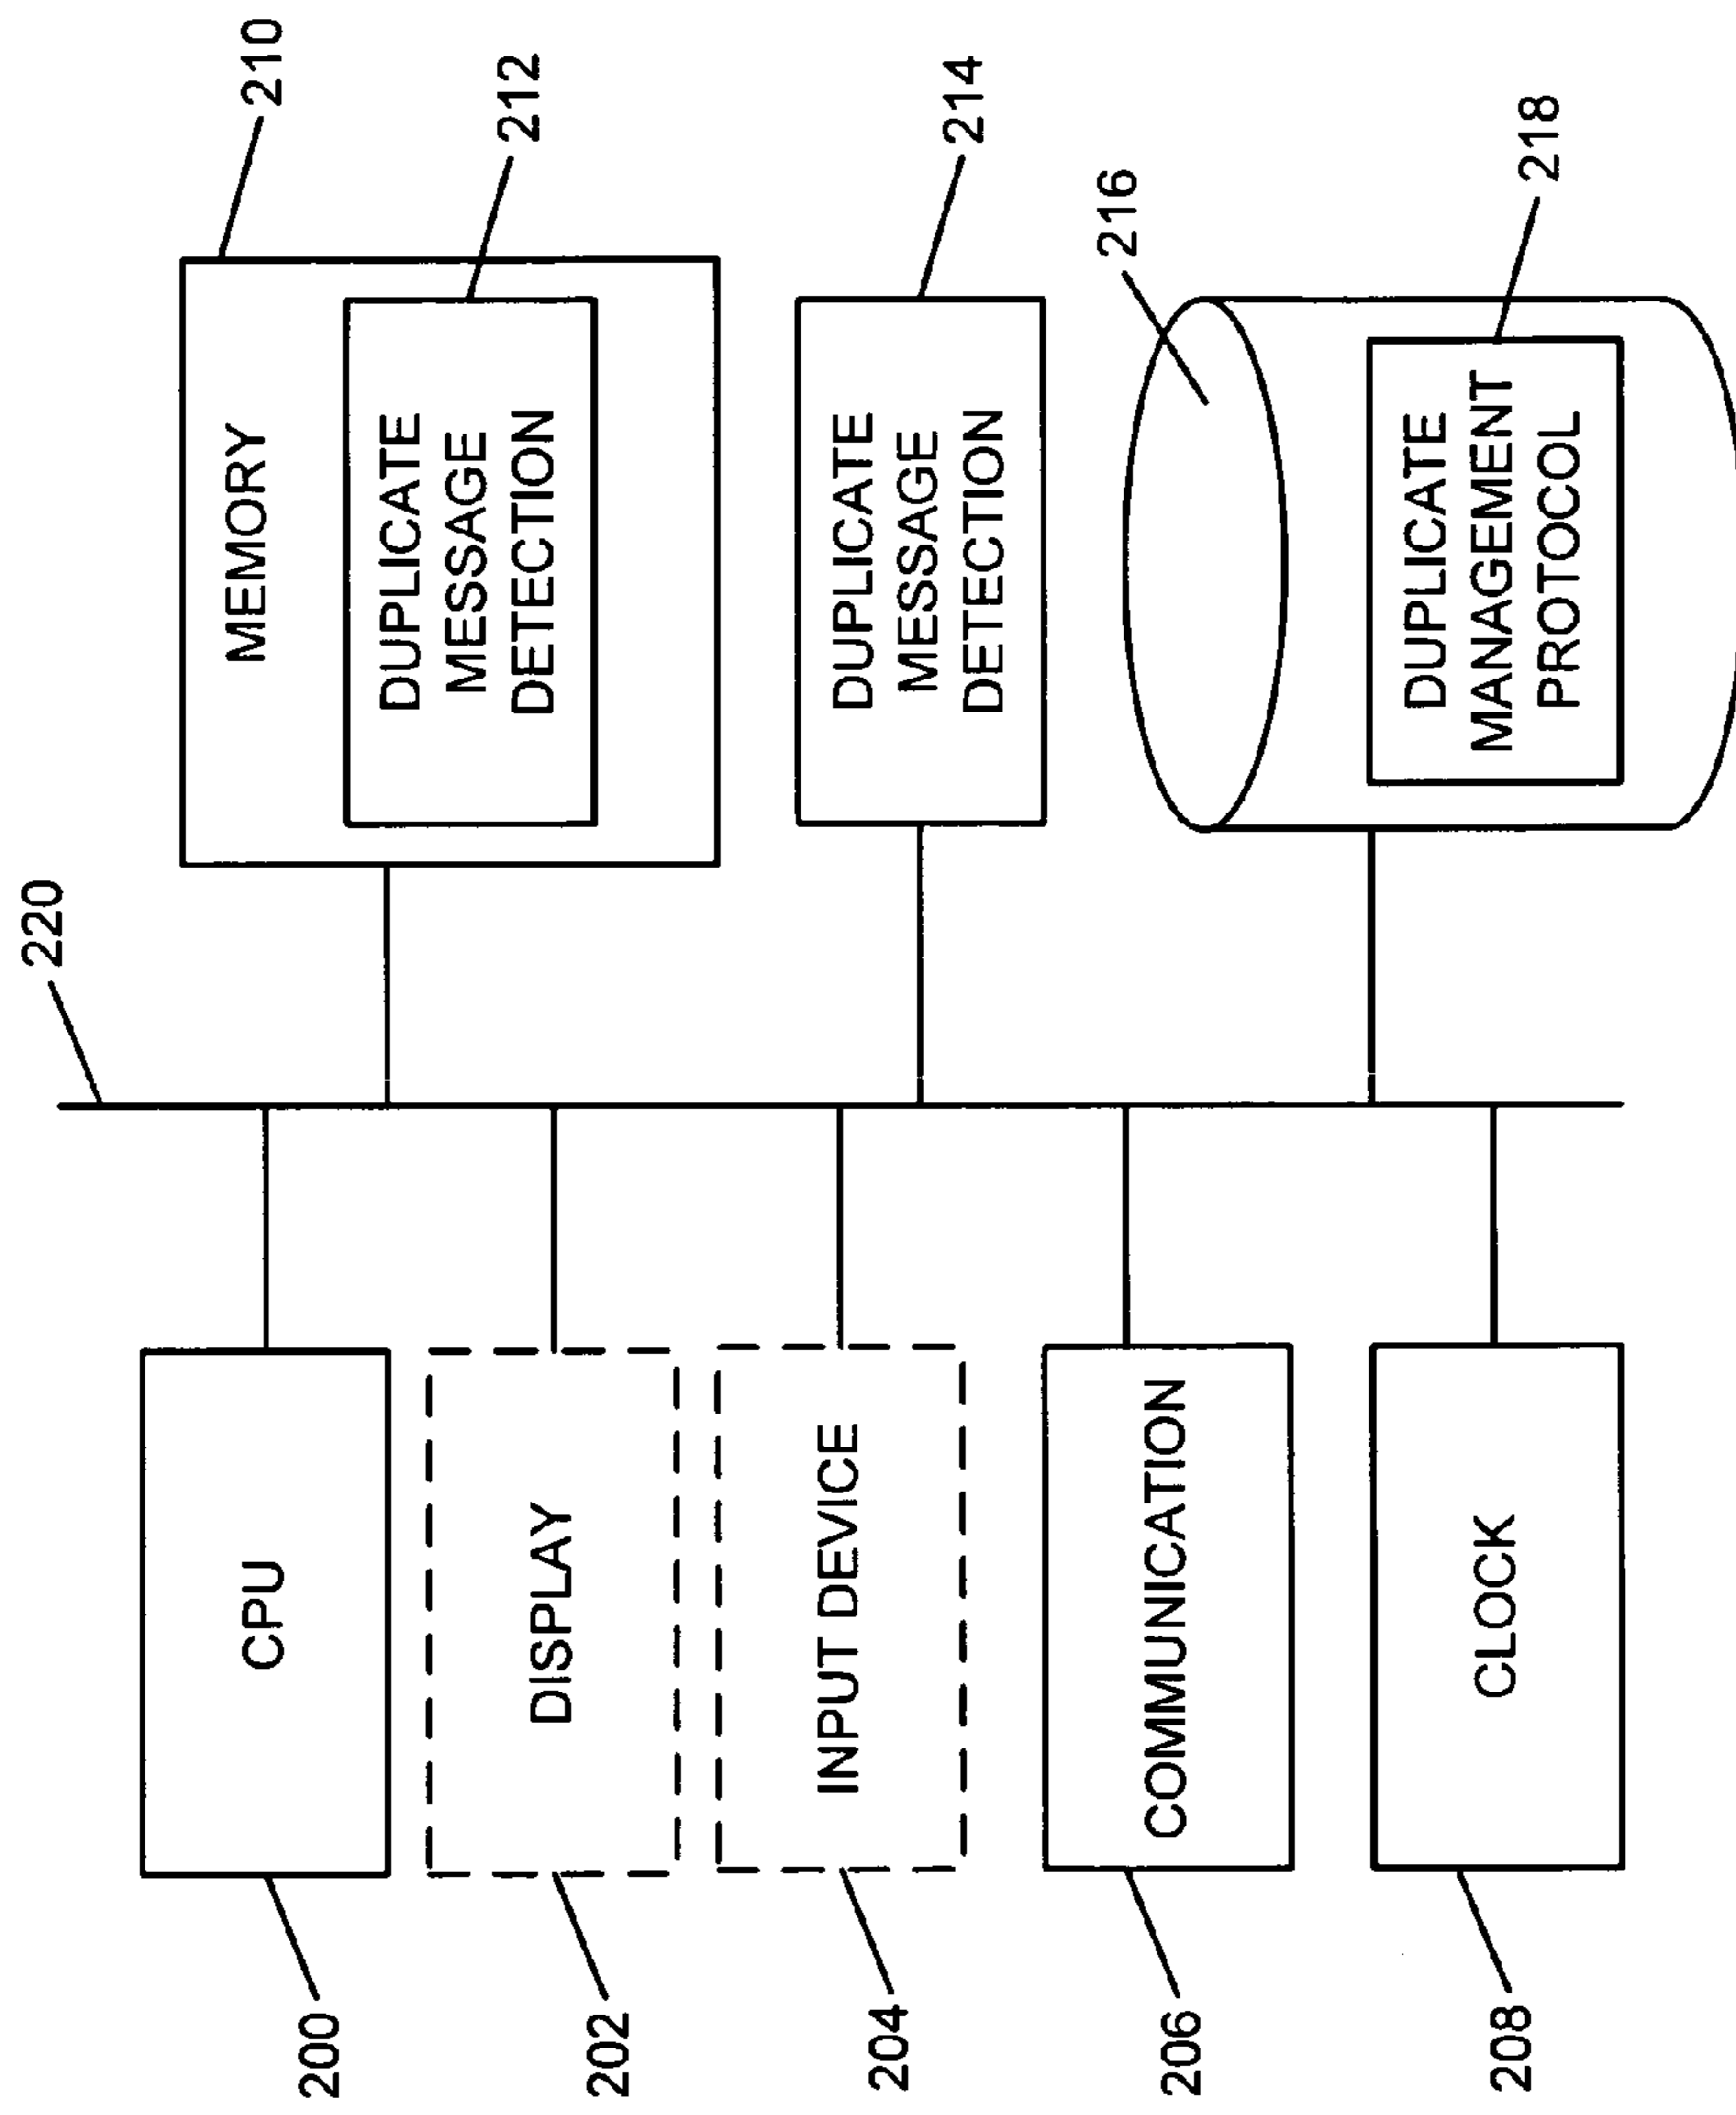 220
200
CPU
202
DISPLAY
204
INPUT DEVICE
206
COMMUNICATION
208
CLOCK
210
MEMORY
212
DUPLICATE
MESSAGE
DETECTION
214
DUPLICATE
MESSAGE
DETECTION
216
218
DUPLICATE
MANAGEMENT
PROTOCOL